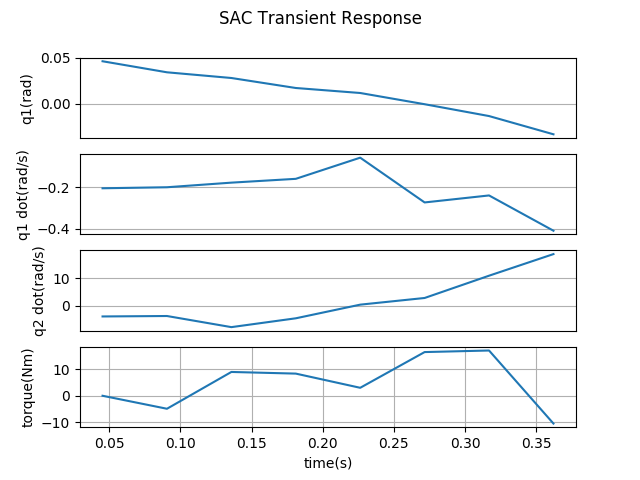 SAC Transient Response
0.05
0.00
q1(rad)
−0.2
−0.4
q1 dot(rad/s)
10
0
q2 dot(rad/s)
10
0
−10
torque(Nm)
0.05 0.10 0.15 0.20 0.25 0.30 0.35
time(s)